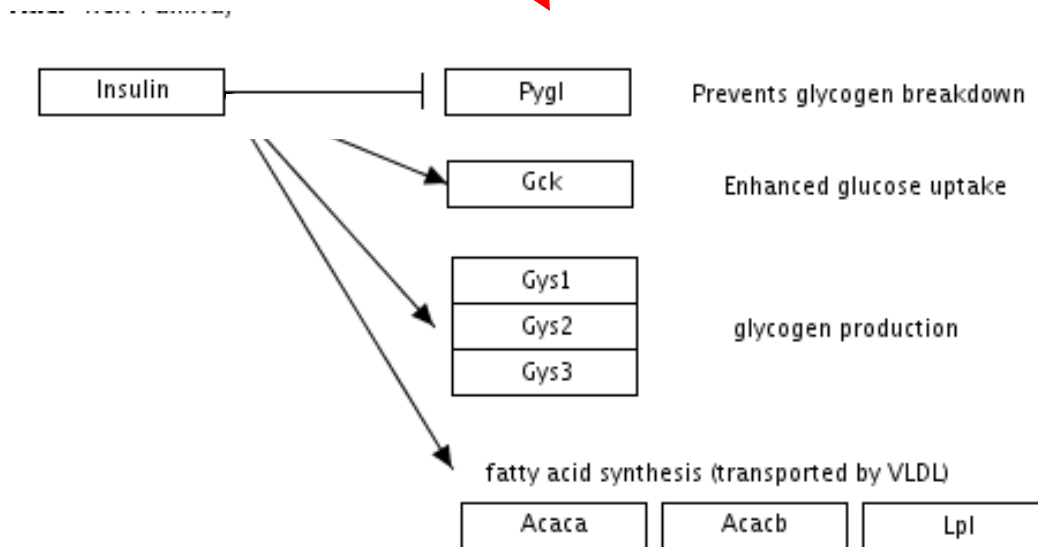 Insulin
Pygl
Prevents glycogen breakdown
Gck
Enhanced glucose uptake
Gys1
Gys2
glycogen production
Gys3
fatty acid synthesis (transported by VLDL)
Acaca
Acacb
Lpl